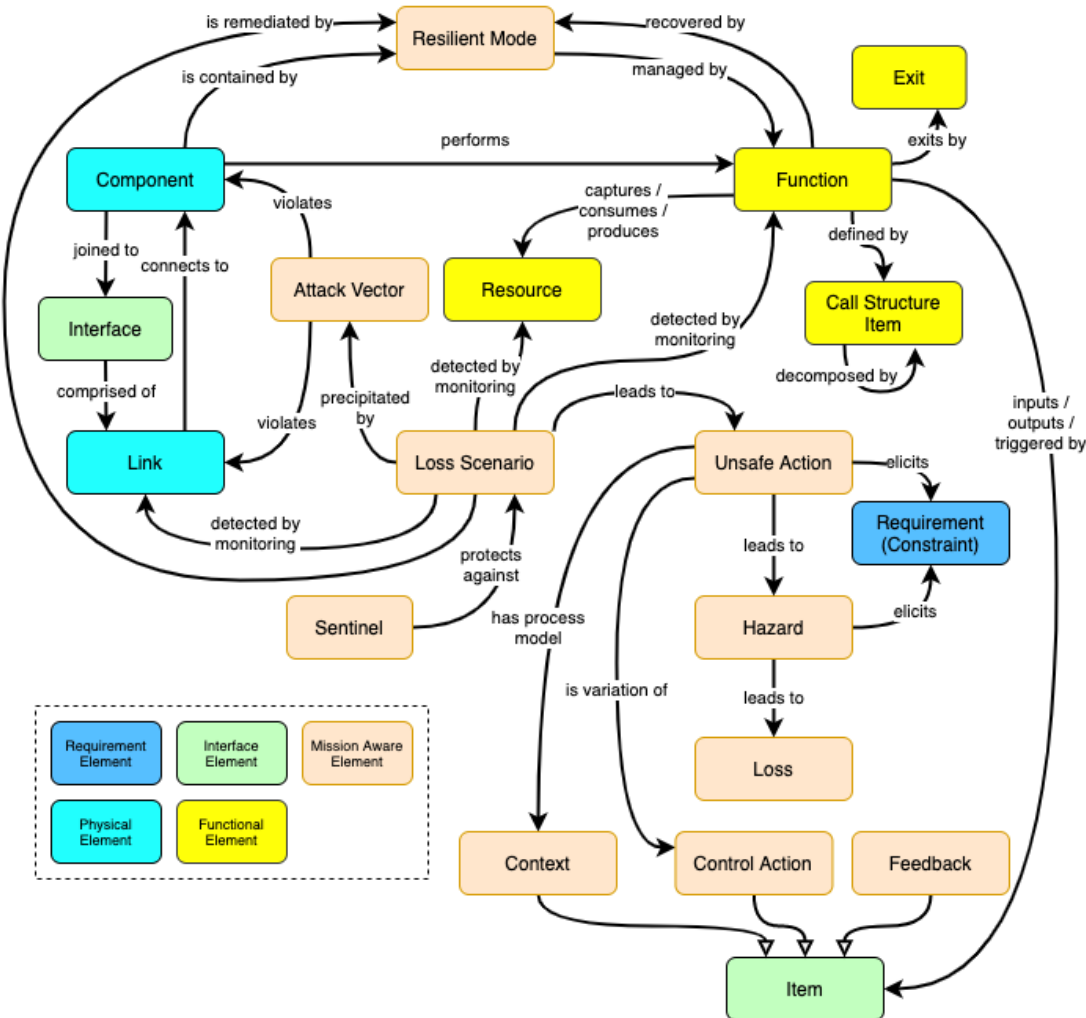 is remediated by
Resilient Mode
recovered by
is contained by
managed by
Exit
exits by
performs
Component
Function
violates
captures /
consumes /
produces
joined to
connects to
defined by
Attack Vector
Resource
Call Structure
Item
Interface
detected by
monitoring
detected by
monitoring
decomposed by
comprised of
precipitated
by
leads to
inputs /
outputs /
triggered by
violates
Link
Loss Scenario
Unsafe Action
elicits
Requirement
(Constraint)
detected by
monitoring
protects
against
leads to
Sentinel
has process
model
Hazard
elicits
is variation of
leads to
Requirement
Element
Interface
Element
Mission Aware
Element
Loss
Physical
Element
Functional
Element
Context
Control Action
Feedback
Item